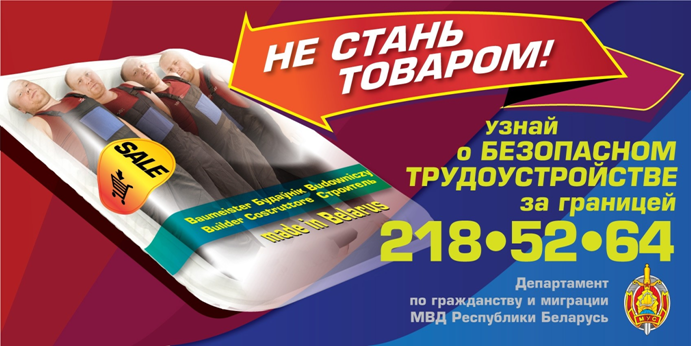 НЕ СТАНЬ
ТОВАРОМ!
SALE
Baumeister Будаўнік Budowniczy
Builder Costruttore Строитель
made in Belarus
узнай
о БЕЗОПАСНОМ
ТРУДОУСТРОЙСТВЕ
за границей
218•52•64
Департамент
по гражданству и миграции
МВД Республики Беларусь
МУС